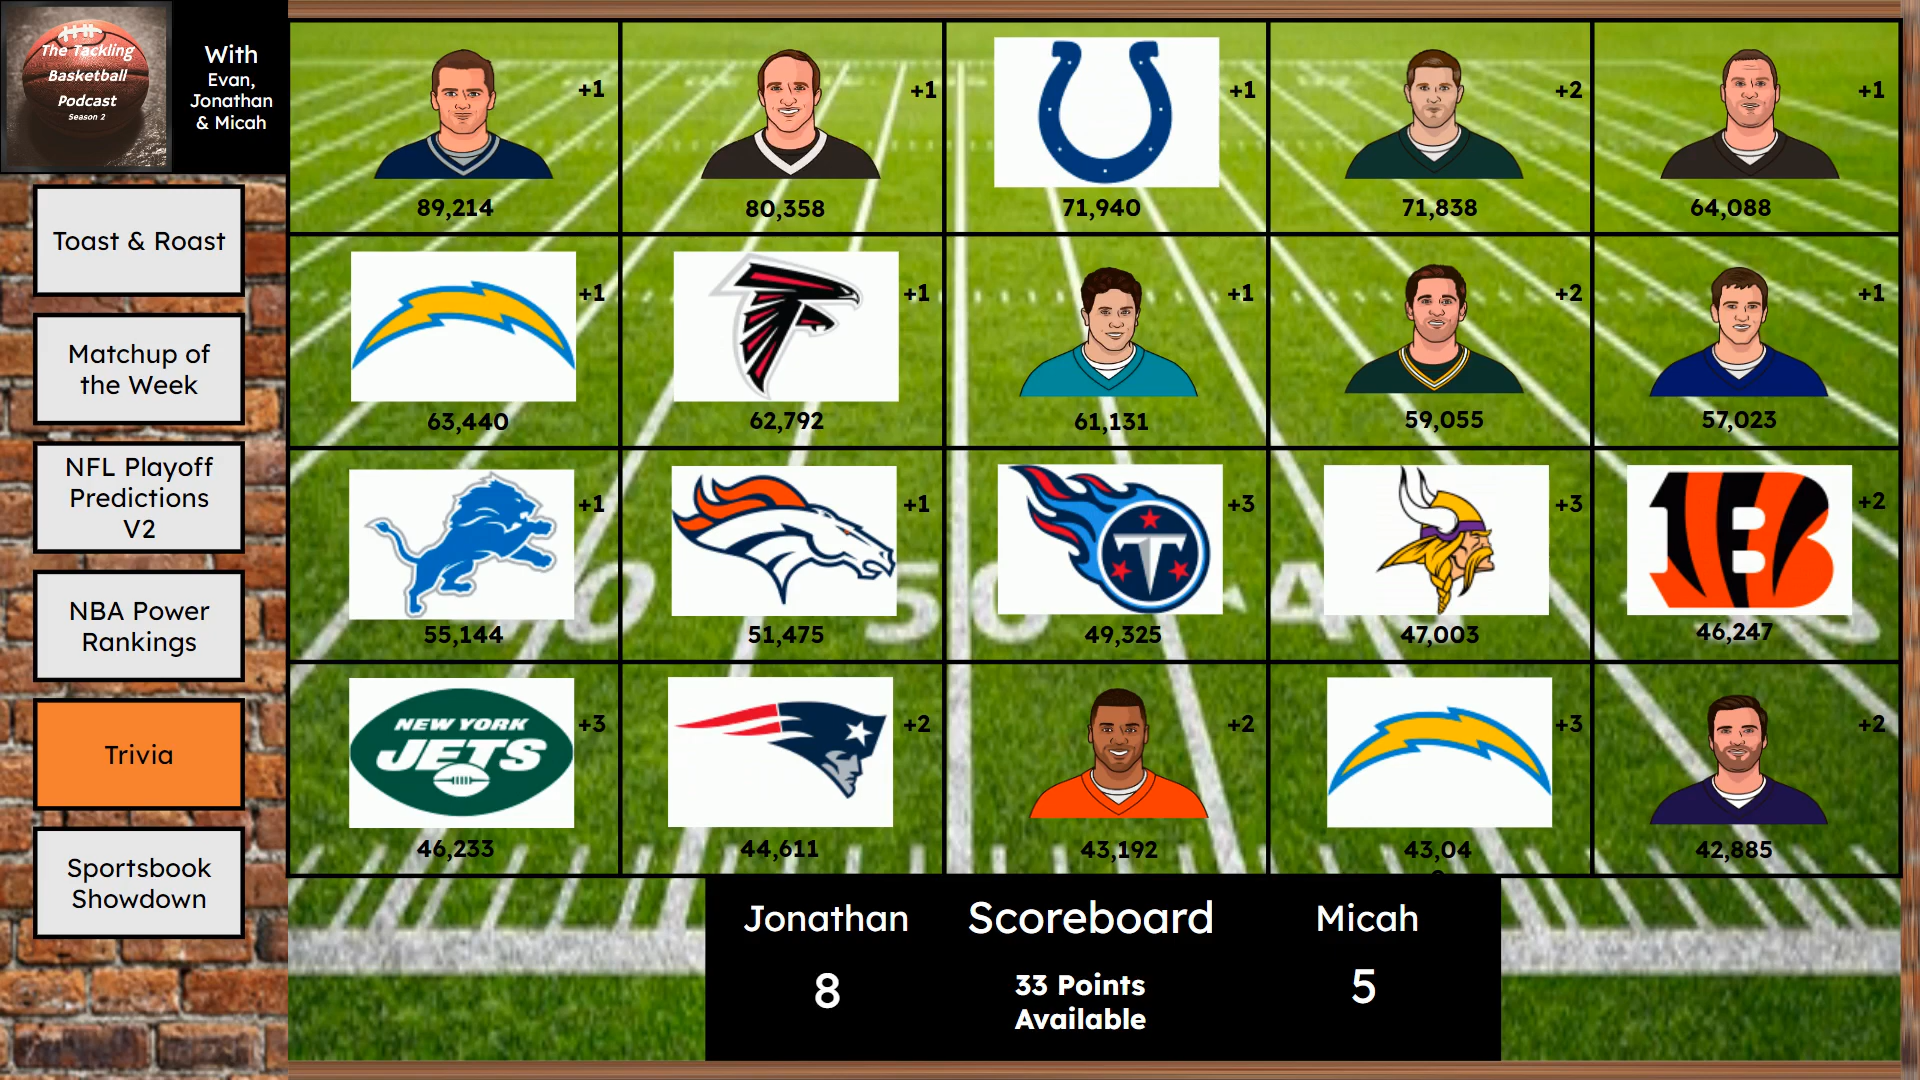 The Tackling
Basketball
Podcast
Season 2
With
Evan,
Jonathan
& Micah
Toast & Roast
Matchup of
the Week
NFL Playoff
Predictions
V2
NBA Power
Rankings
Trivia
Sportsbook
Showdown
+1
+1
+1
+2
+1
89,214
80,358
71,940
71,838
64,088
+1
+1
+1
+2
+1
63,440
62,792
61,131
59,055
57,023
+1
+1
+3
+3
+2
55,144
51,475
49,325
47,003
46,247
NEW YORK
JETS
+3
+2
+2
+3
+2
46,233
44,611
43,192
43,04
42,885
Jonathan
Scoreboard
Micah
8
33 Points
Available
5